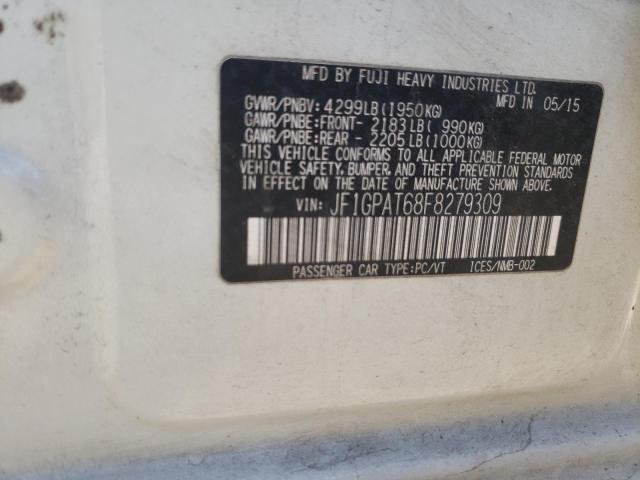 MFD BY FUJI HEAVY INDUSTRIES LTD.
MFD IN 05/15
GVWR/PNBV: 4299LB(1950KG)
GAWR/PNBE:FRONT- 2183LB( 990KG)
GAWR/PNBE:REAR - 2205LB(1000KG)
THIS VEHICLE CONFORMS TO ALL APPLICABLE FEDERAL MOTOR
VEHICLE SAFETY, BUMPER, AND THEFT PREVENTION STANDARDS
IN EFFECT ON THE DATE OF MANUFACTURE SHOWN ABOVE.
VIN: JF1GPAT68F8279309
PASSENGER CAR TYPE:PC/VT ICES/NMB-002